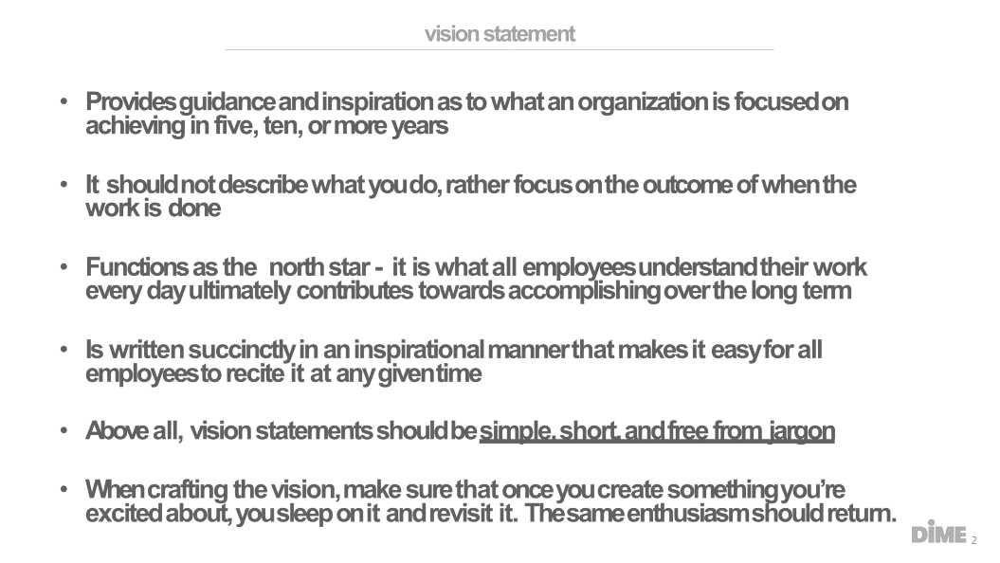 vision statement
• Provides guidance and inspiration as to what an organization is focused on
achieving in five, ten, or more years
• It should not describe what you do, rather focus on the outcome of when the
work is done
• Functions as the north star - it is what all employees understand their work
every day ultimately contributes towards accomplishing over the long term
• Is written succinctly in an inspirational manner that makes it easy for all
employees to recite it at any given time
• Above all, vision statements should be simple, short, and free from jargon
• When crafting the vision, make sure that once you create something you’re
excited about, you sleep on it and revisit it. The same enthusiasm should return.
DiME 2